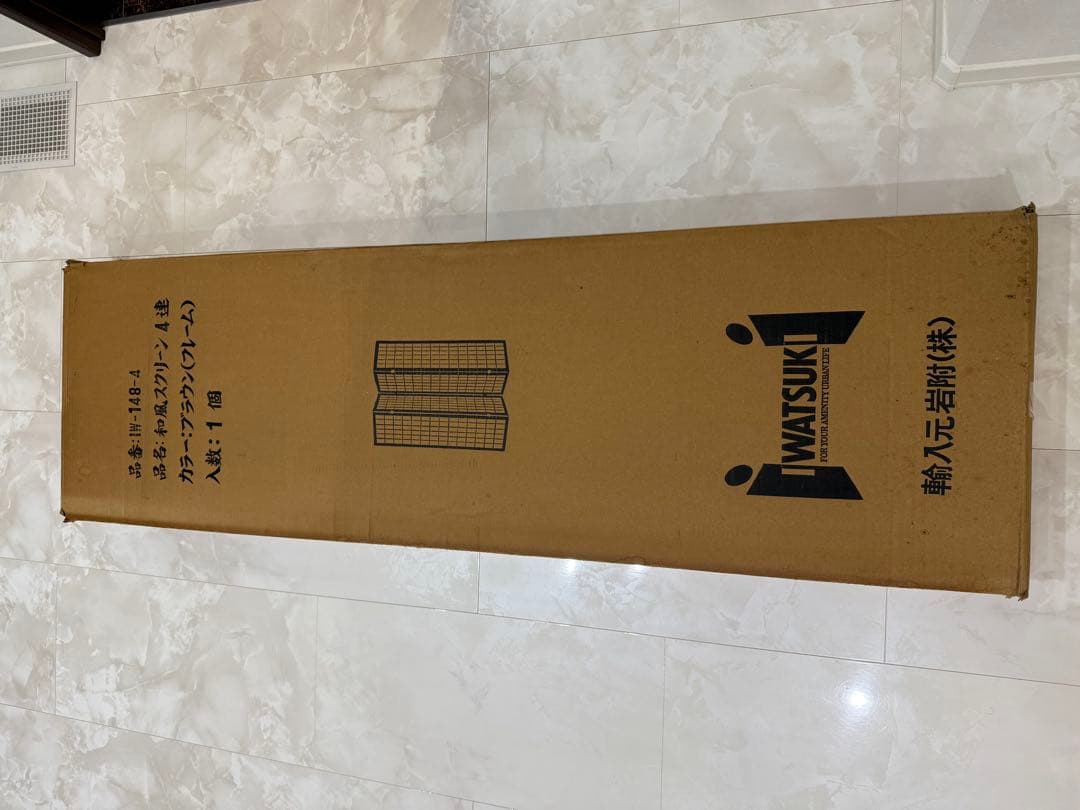 品番:IW-148-4
品名:和風スクリーン 4連
カラー:ブラウン(フレーム)
入数:1個
IWATSUKI
FOR YOUR AMENITY URBAN LIFE
輸入元 岩附(株)